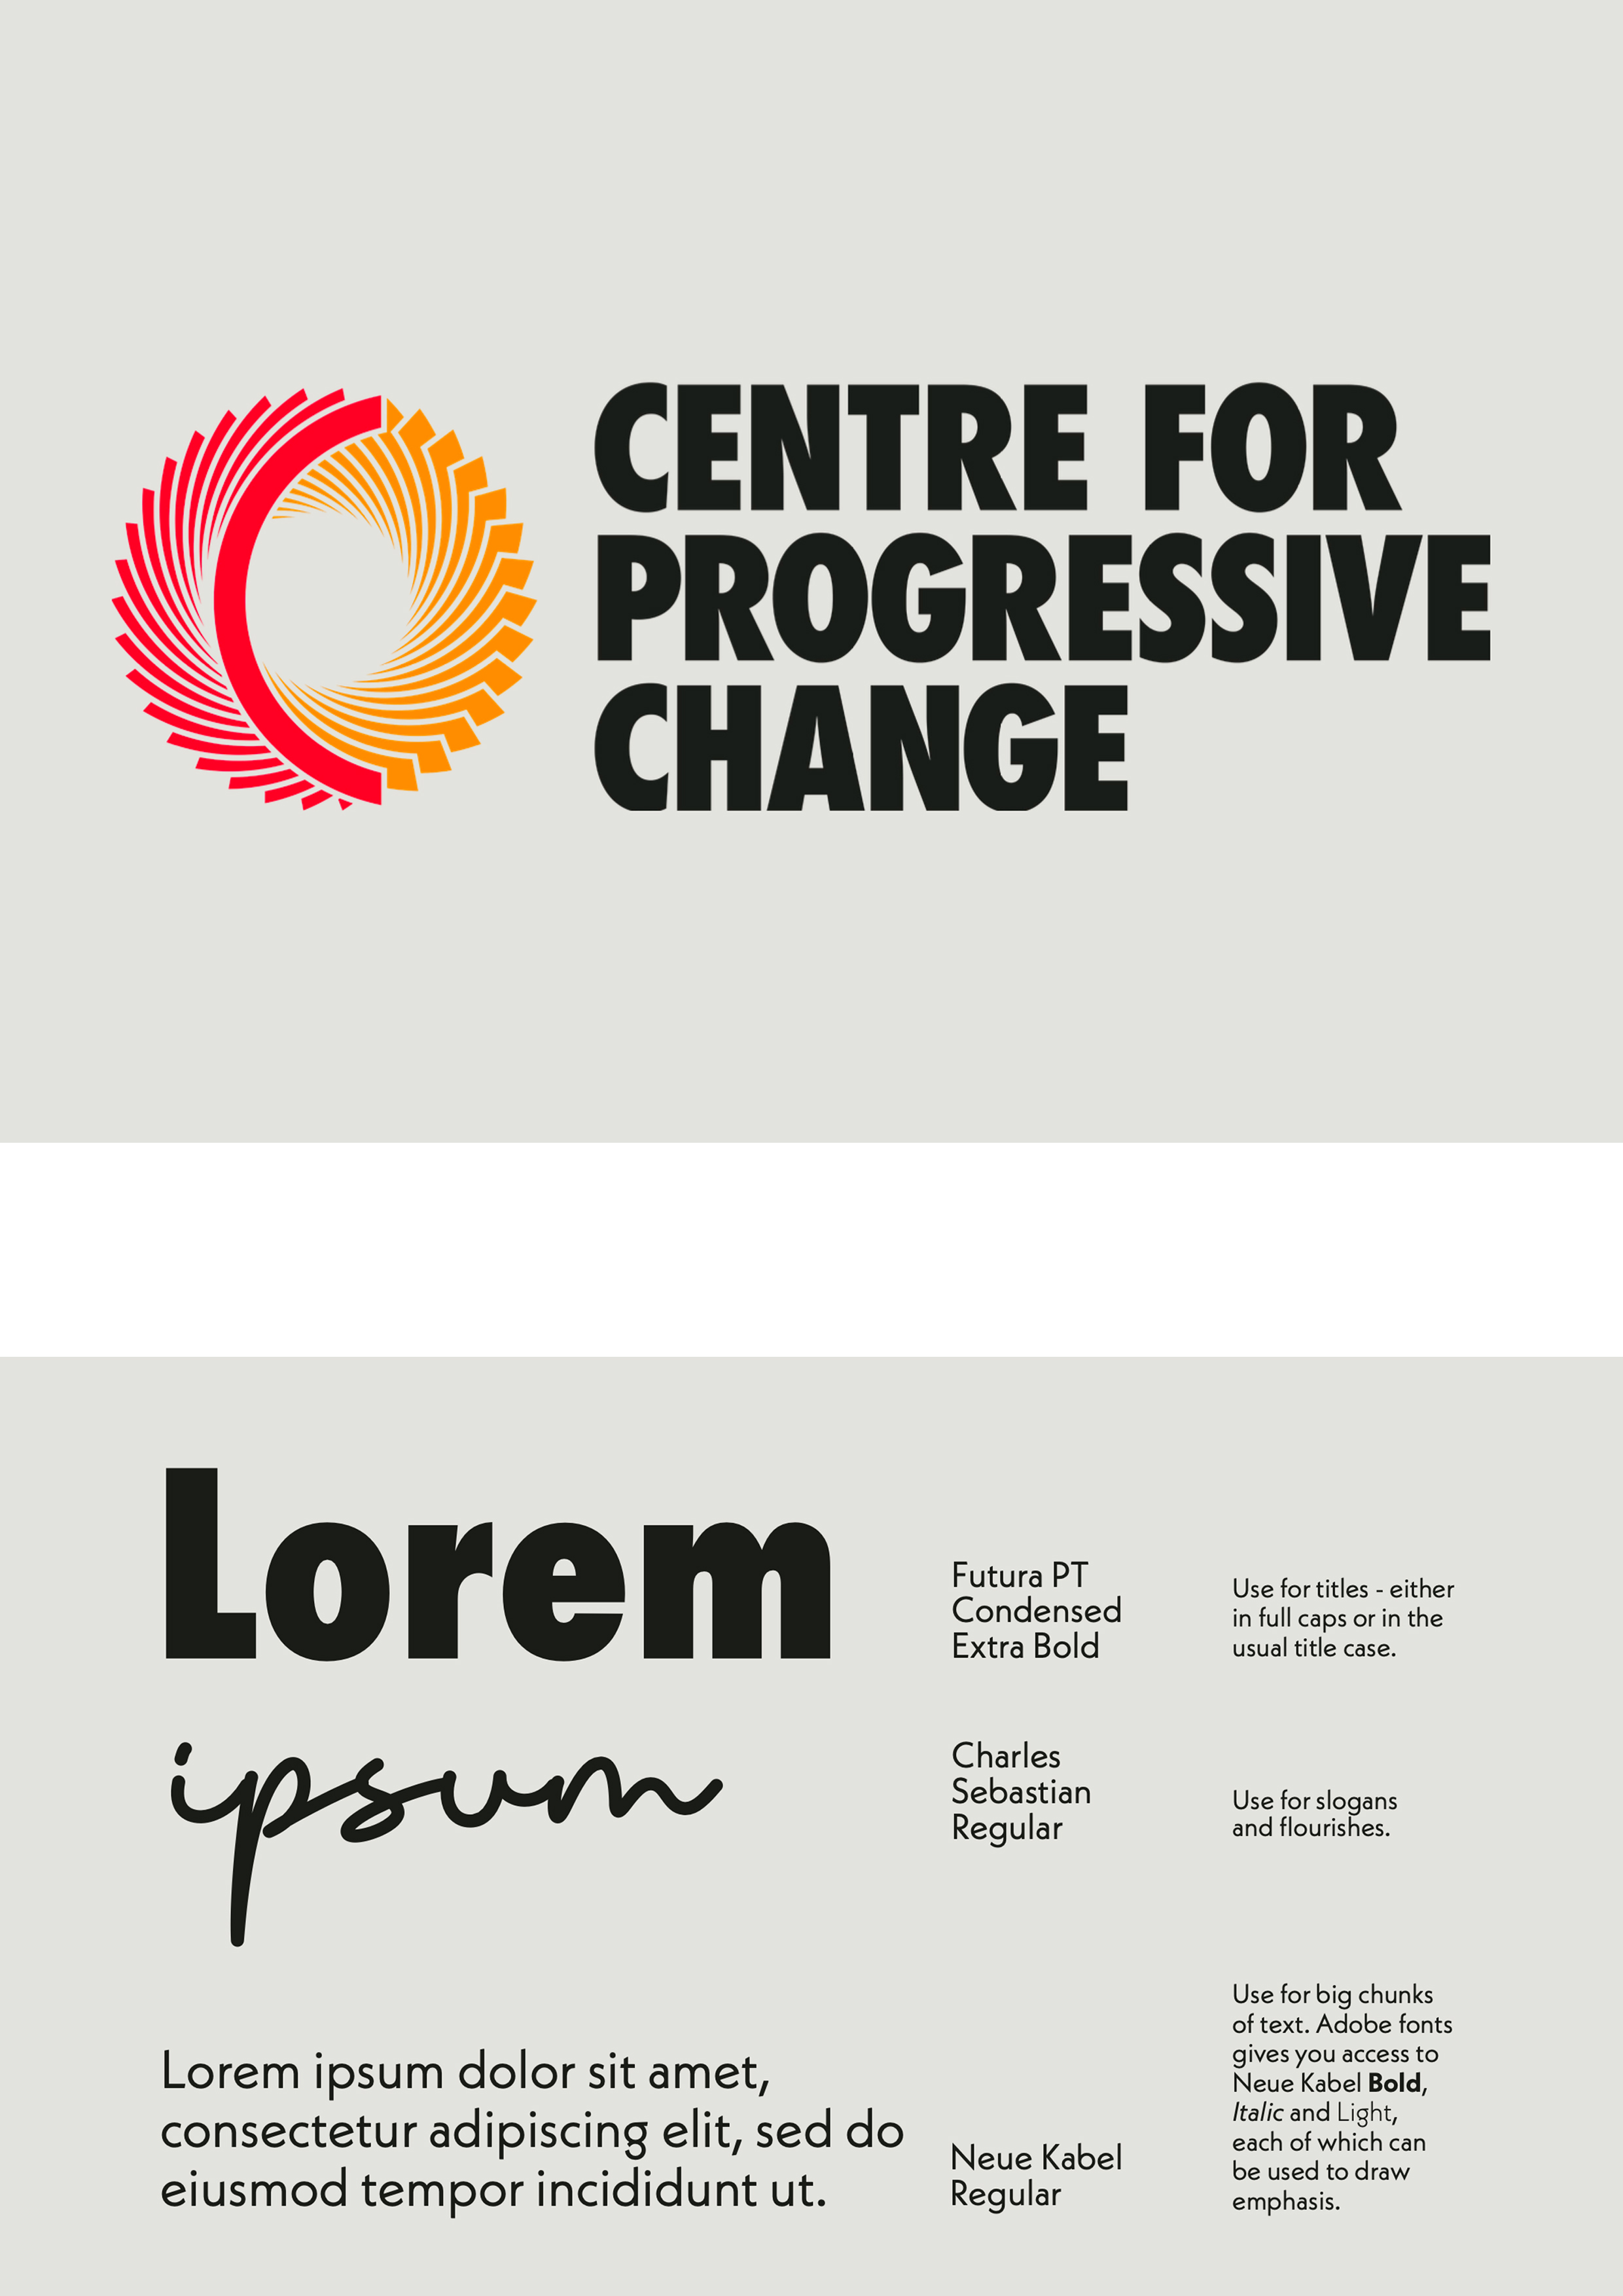 CENTRE FOR
PROGRESSIVE
CHANGE
Lorem
Futura PT
Condensed
Extra Bold
Use for titles - either
in full caps or in the
usual title case.
ipsum
Charles
Sebastian
Regular
Use for slogans
and flourishes.
Lorem ipsum dolor sit amet,
consectetur adipiscing elit, sed do
eiusmod tempor incididunt ut.
Neue Kabel
Regular
Use for big chunks
of text. Adobe fonts
gives you access to
Neue Kabel Bold,
Italic and Light,
each of which can
be used to draw
emphasis.